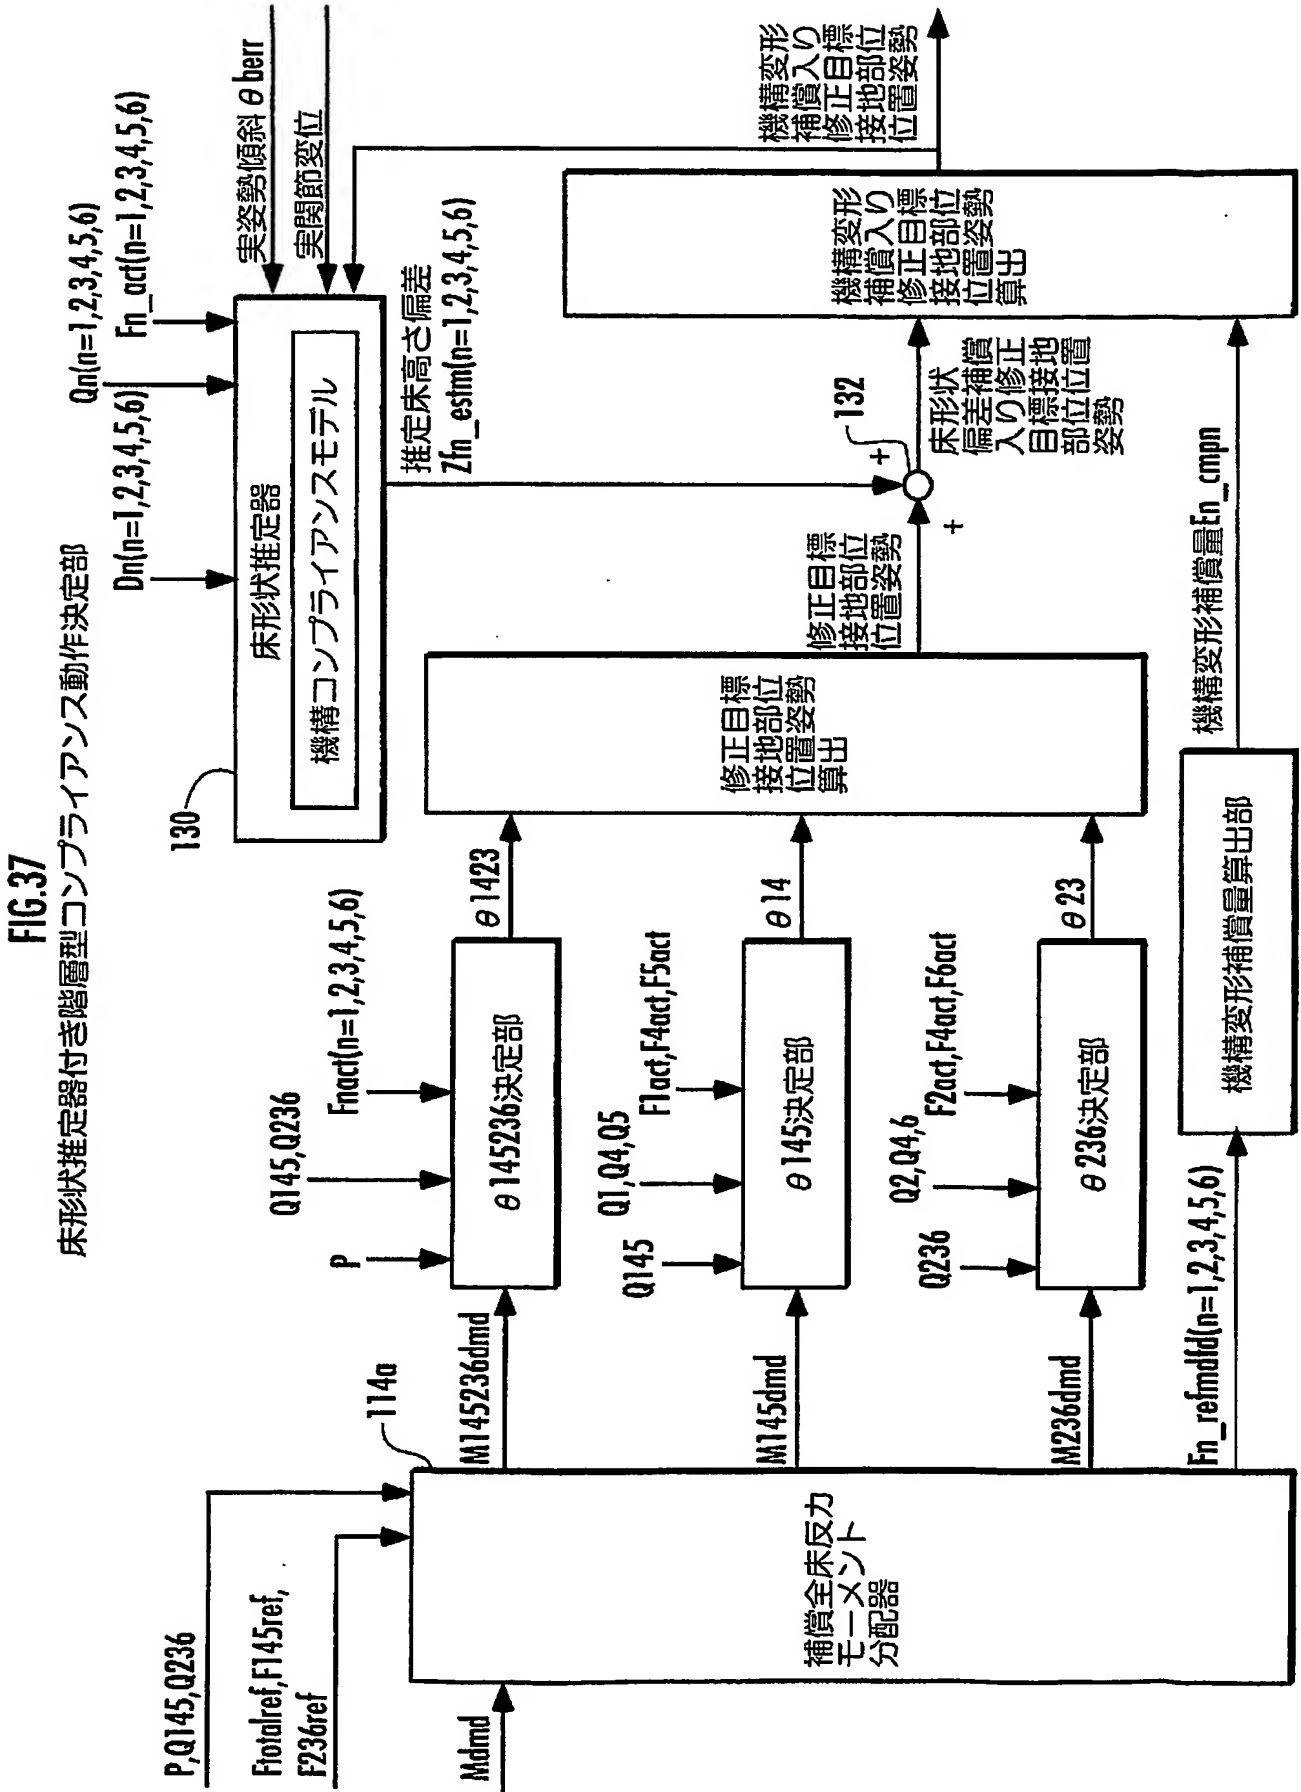 FIG.37
床形状推定器付き階層型コンプライアンス動作決定部
P,Q145,Q236
Ftotalref,F145ref,
F236ref
Mdmd
114a
補償全床反力
モーメント
分配器
M145236dmd
M145dmd
M236dmd
Fn_refmdfd(n=1,2,3,4,5,6)
P
Q145,Q236
Fnact(n=1,2,3,4,5,6)
θ145236決定部
θ1423
Q145
Q1,Q4,Q5
F1act,F4act,F5act
θ145決定部
θ14
Q236
Q2,Q4,6
F2act,F4act,F6act
θ236決定部
θ23
機構変形補償量算出部
機構変形補償量En_cmpn
修正目標
接地部位
位置姿勢
算出
修正目標
接地部位
位置姿勢
130
Dn(n=1,2,3,4,5,6)
Qn(n=1,2,3,4,5,6)
Fn_act(n=1,2,3,4,5,6)
床形状推定器
機構コンプライアンスモデル
実姿勢傾斜θberr
実関節変位
推定床高さ偏差
Zfn_estm(n=1,2,3,4,5,6)
132
+
+
床形状
偏差補償
入り修正
目標接地
部位位置
姿勢
機構変形
補償入り
修正目標
接地部位
位置姿勢
算出
機構変形
補償入り
修正目標
接地部位
位置姿勢